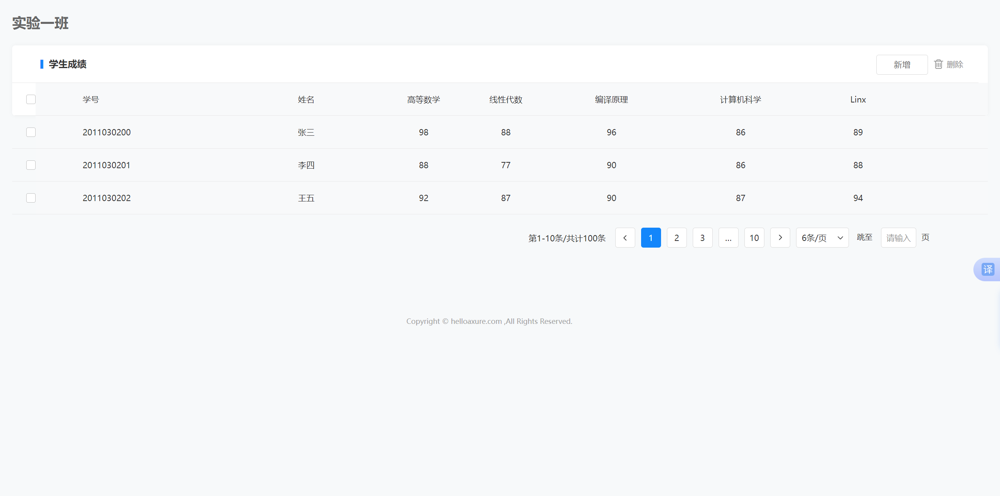 实验一班
学生成绩 新增 删除
学号 姓名 高等数学 线性代数 编译原理 计算机科学 Linx
2011030200 张三 98 88 96 86 89
2011030201 李四 88 77 90 86 88
2011030202 王五 92 87 90 87 94
第1-10条/共计100条 1 2 3 ... 10 6条/页 跳至 请输入 页
译
Copyright © helloaxure.com ,All Rights Reserved.